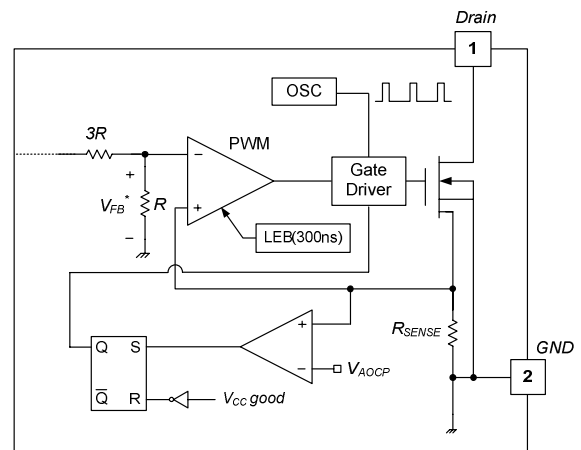 Drain
1
OSC
3R
PWM
−
+
V_FB*
R
−
+
Gate
Driver
LEB(300ns)
R_SENSE
GND
2
+
−
V_AOCP
Q
S
Q̅
R
V_CC good